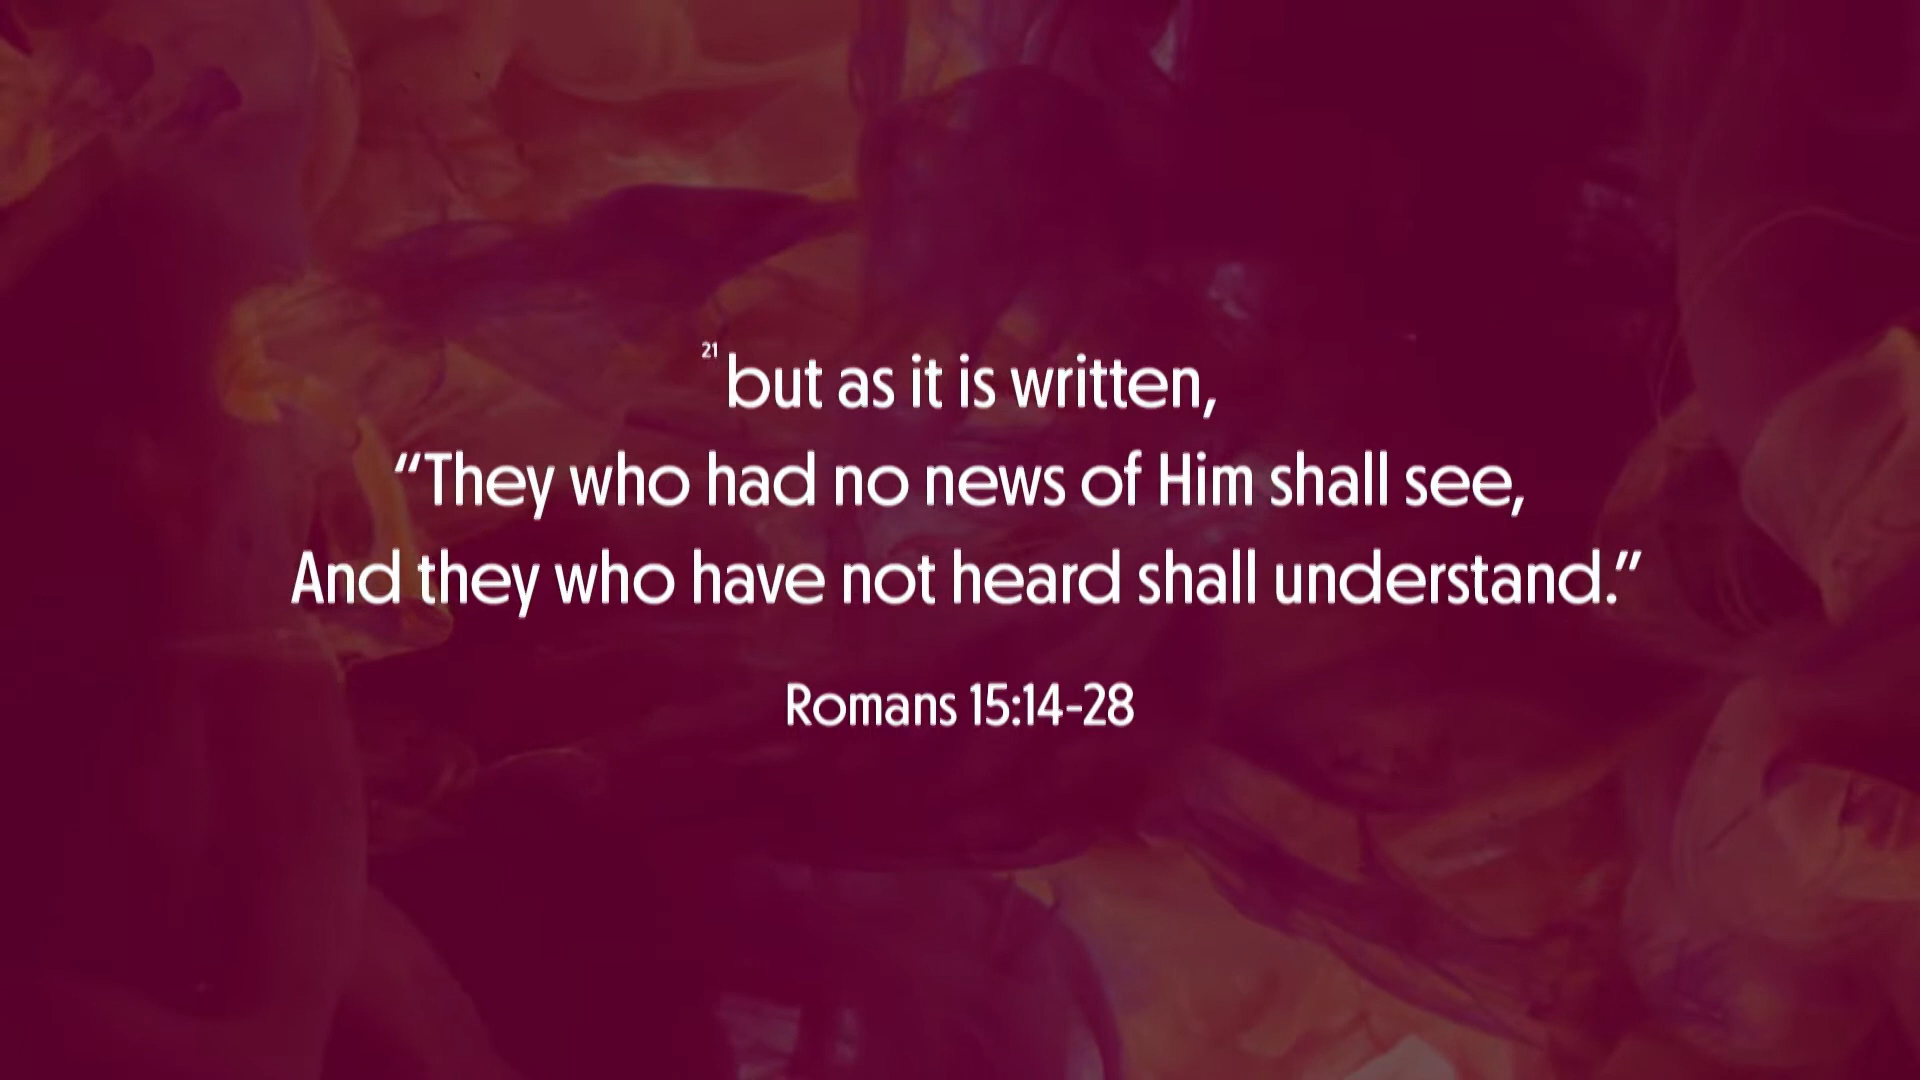 21 but as it is written,
“They who had no news of Him shall see,
And they who have not heard shall understand.”
Romans 15:14-28